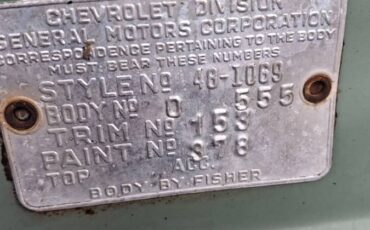 CHEVROLET DIVISION
GENERAL MOTORS CORPORATION
CORRESPONDENCE PERTAINING TO THE BODY
MUST BEAR THESE NUMBERS
STYLE No 46-1069
BODY No O 555
TRIM No 153
PAINT No 378
TOP ACC.
BODY BY FISHER